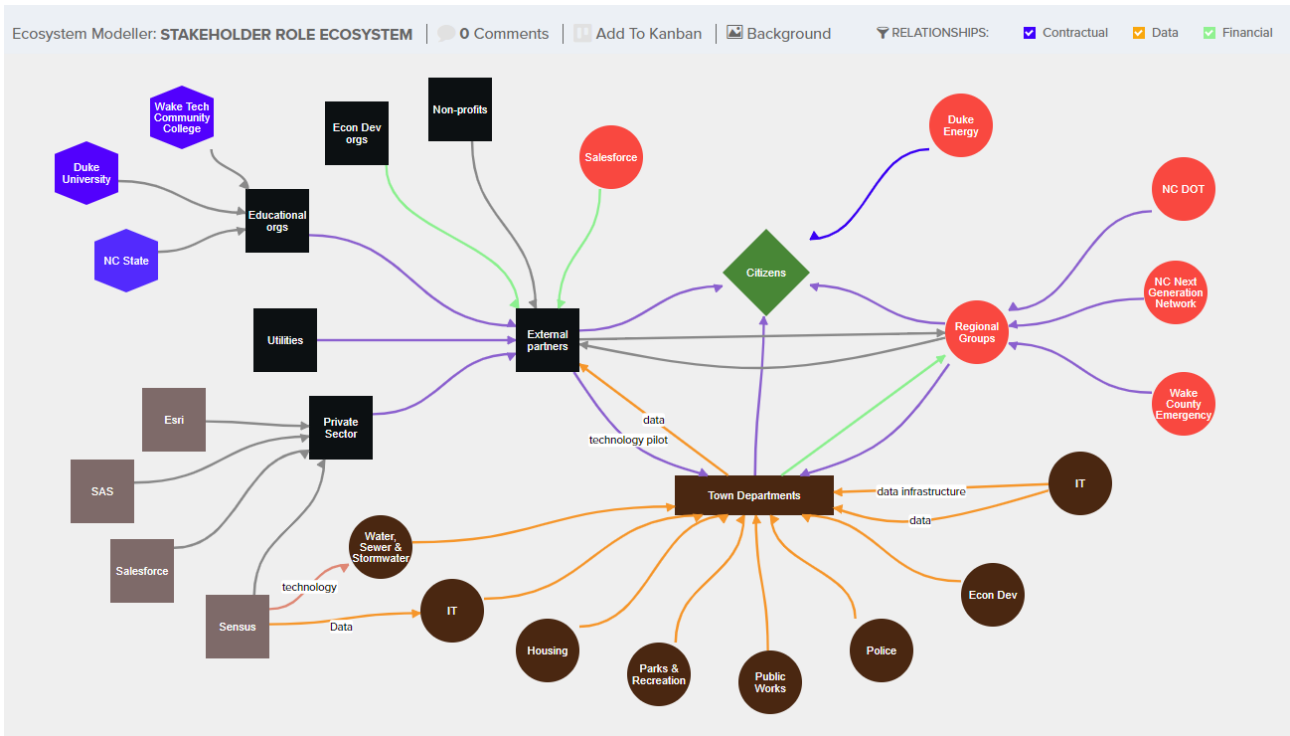 Ecosystem Modeller: STAKEHOLDER ROLE ECOSYSTEM
0 Comments
Add To Kanban
Background
RELATIONSHIPS:
Contractual
Data
Financial
Wake Tech
Community
College
Duke
University
NC State
Educational
orgs
Econ Dev
orgs
Non-profits
Salesforce
Duke
Energy
NC DOT
Citizens
NC Next
Generation
Network
Utilities
External
partners
Regional
Groups
Wake
County
Emergency
Esri
Private
Sector
data
technology pilot
SAS
Town Departments
data infrastructure
IT
data
Water,
Sewer &
Stormwater
Salesforce
technology
Sensus
Data
IT
Econ Dev
Housing
Parks &
Recreation
Public
Works
Police